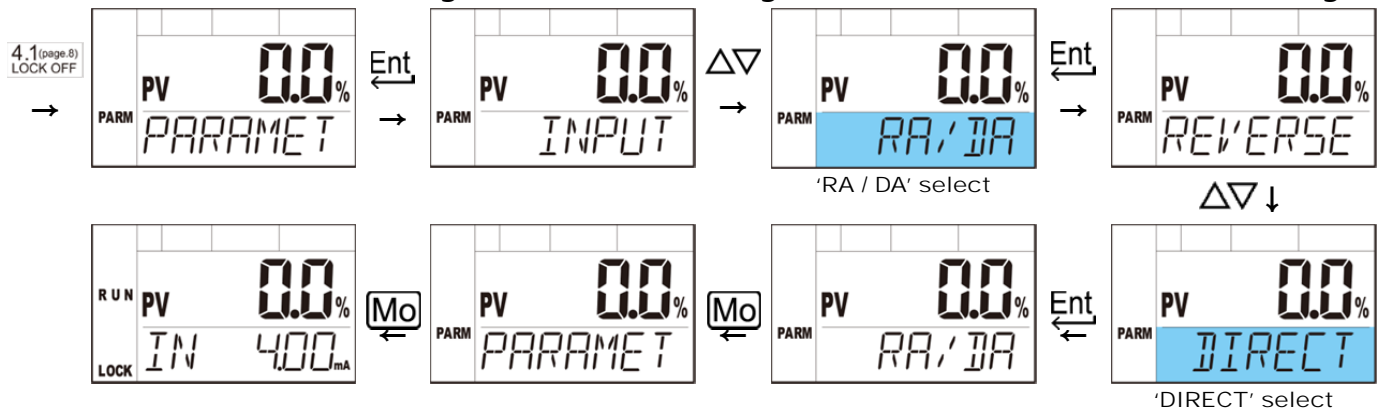 4.1(page.8)
LOCK OFF
→
PV 0.0%
PARM PARAMET
Ent
→
PV 0.0%
PARM INPUT
△▽
→
PV 0.0%
PARM RA/DA
'RA / DA' select
Ent
→
PV 0.0%
PARM REVERSE
△▽↓
PV 0.0%
PARM DIRECT
'DIRECT' select
Ent
←
PV 0.0%
PARM RA/DA
Mo
←
PV 0.0%
PARM PARAMET
Mo
←
RUN PV 0.0%
LOCK IN 4.00mA